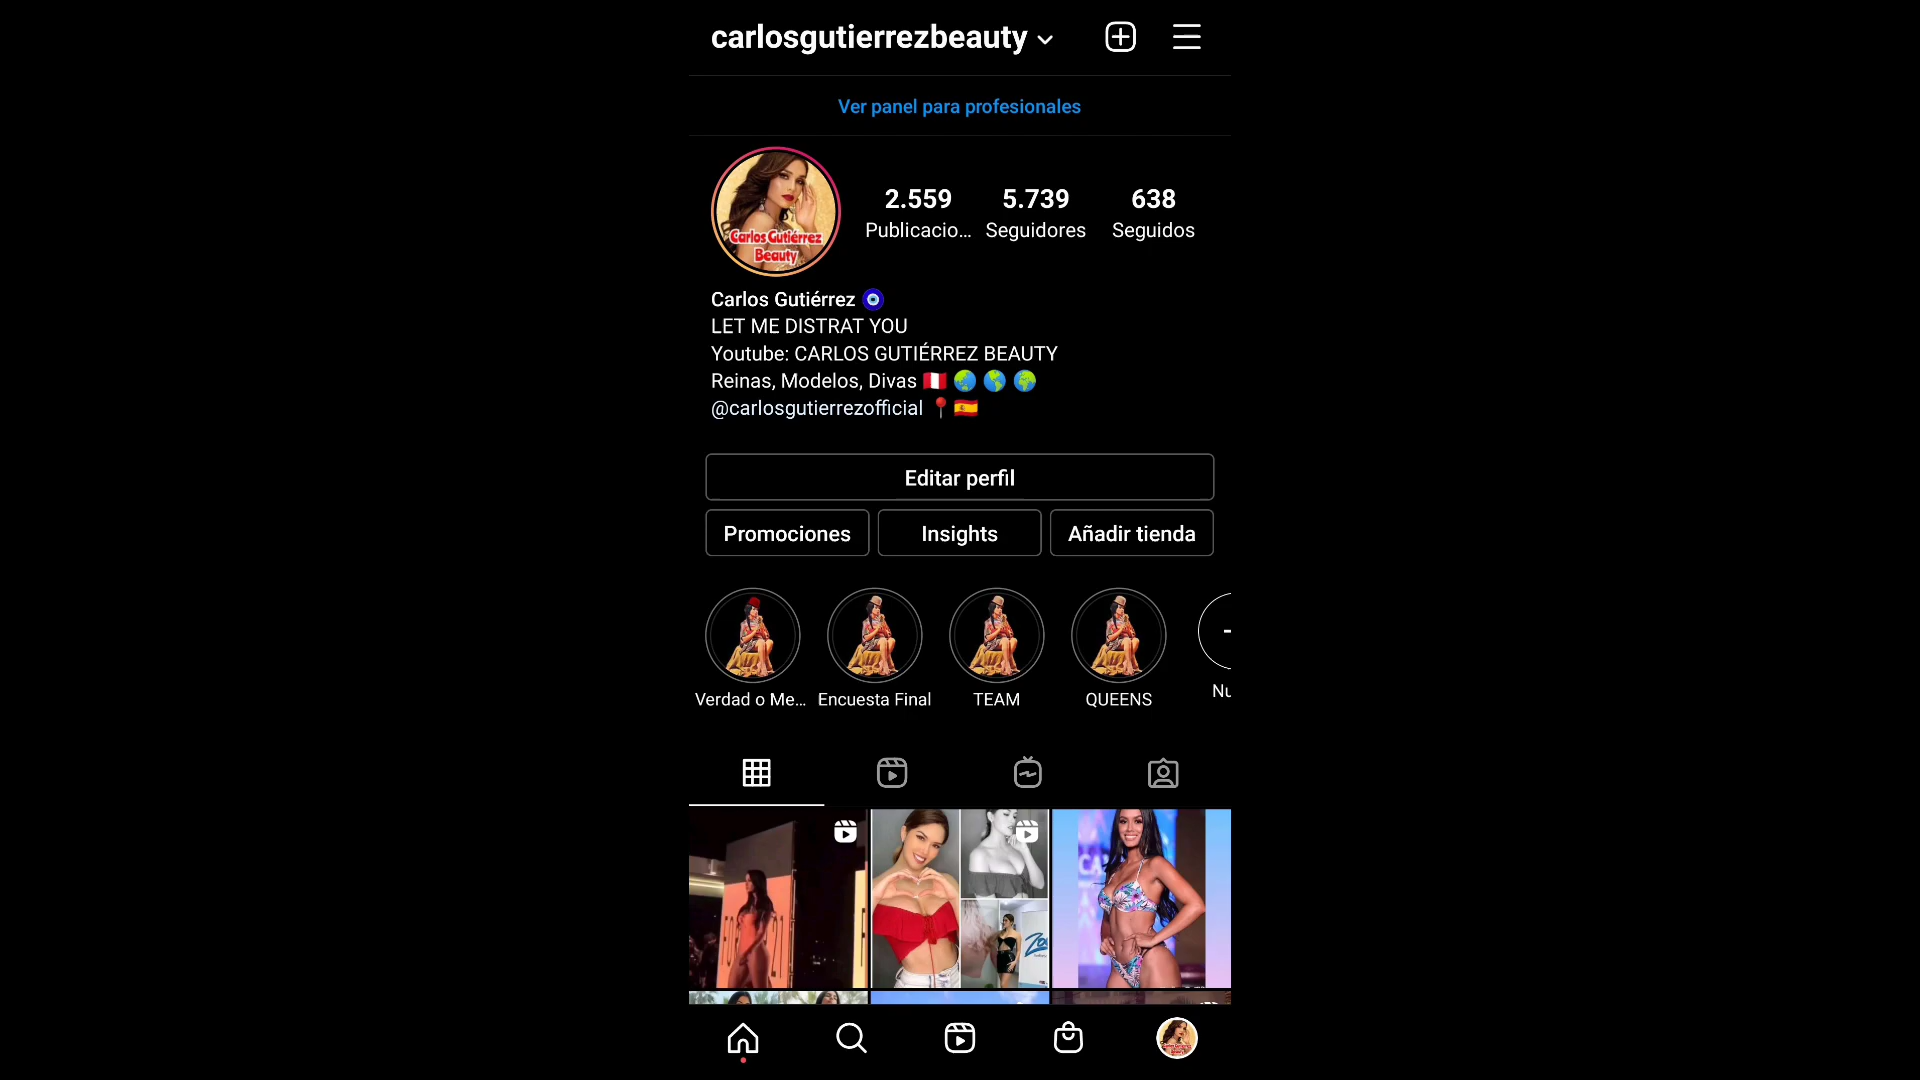 carlosgutierrezbeauty
Ver panel para profesionales
Carlos Gutiérrez
Beauty
2.559 5.739 638
Publicacio... Seguidores Seguidos
Carlos Gutiérrez
LET ME DISTRAT YOU
Youtube: CARLOS GUTIÉRREZ BEAUTY
Reinas, Modelos, Divas
@carlosgutierrezofficial
Editar perfil
Promociones Insights Añadir tienda
Verdad o Me... Encuesta Final TEAM QUEENS Nu